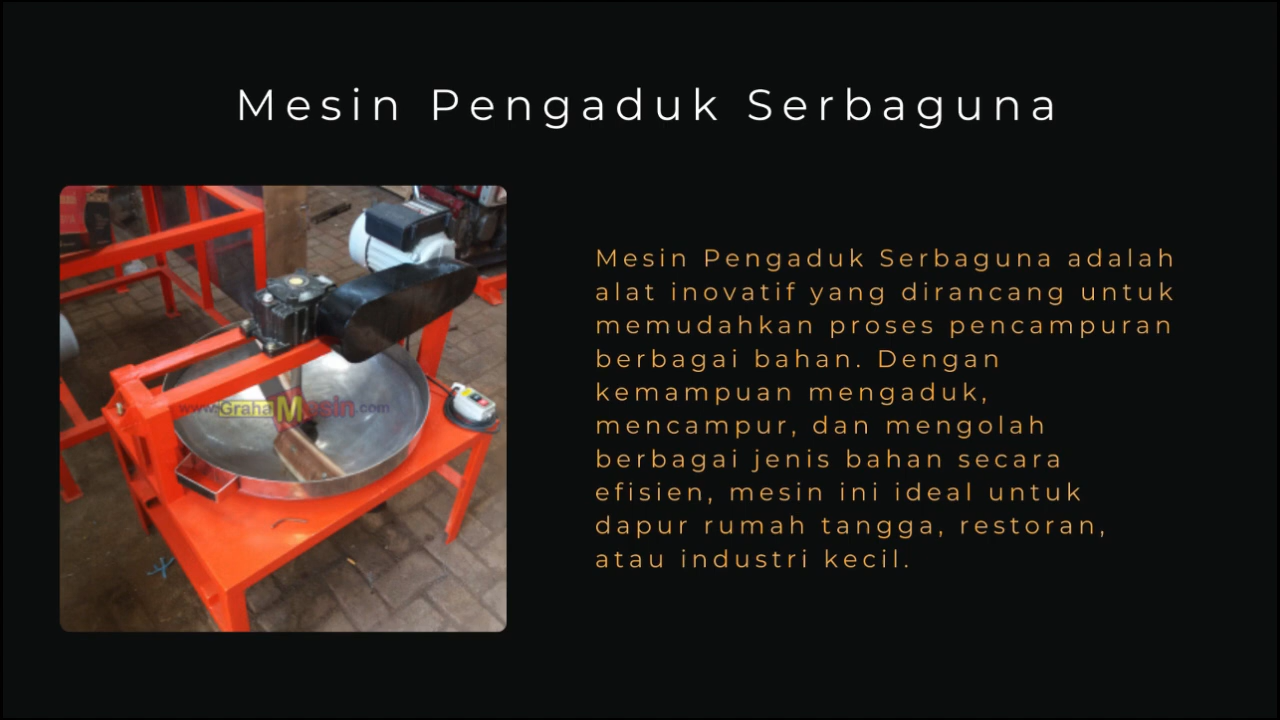 Mesin Pengaduk Serbaguna
www.GrahaMesin.com
Mesin Pengaduk Serbaguna adalah
alat inovatif yang dirancang untuk
memudahkan proses pencampuran
berbagai bahan. Dengan
kemampuan mengaduk,
mencampur, dan mengolah
berbagai jenis bahan secara
efisien, mesin ini ideal untuk
dapur rumah tangga, restoran,
atau industri kecil.